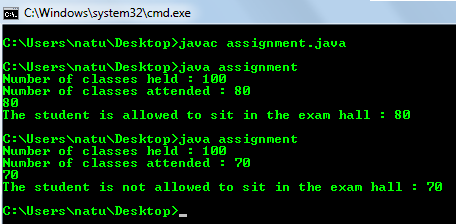 C:\Windows\system32\cmd.exe
C:\Users\natu\Desktop>javac assignment.java
C:\Users\natu\Desktop>java assignment
Number of classes held : 100
Number of classes attended : 80
80
The student is allowed to sit in the exam hall : 80
C:\Users\natu\Desktop>java assignment
Number of classes held : 100
Number of classes attended : 70
70
The student is not allowed to sit in the exam hall : 70
C:\Users\natu\Desktop>_